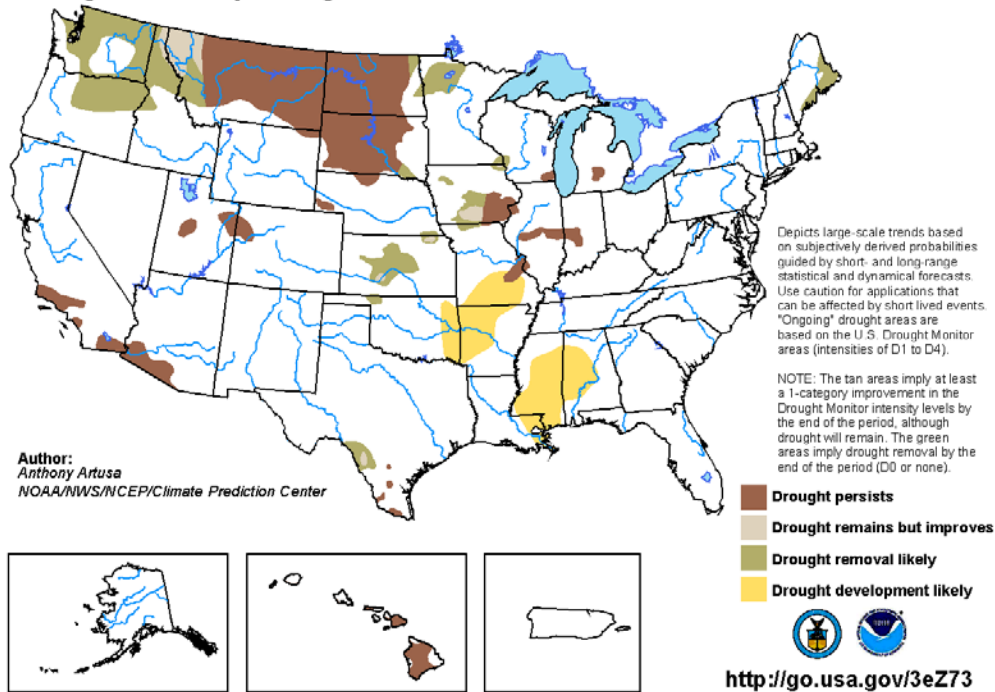 Depicts large-scale trends based
on subjectively derived probabilities
guided by short- and long-range
statistical and dynamical forecasts.
Use caution for applications that
can be affected by short lived events.
"Ongoing" drought areas are
based on the U.S. Drought Monitor
areas (intensities of D1 to D4).
NOTE: The tan areas imply at least
a 1-category improvement in the
Drought Monitor intensity levels by
the end of the period, although
drought will remain. The green
areas imply drought removal by the
end of the period (D0 or none).
Author:
Anthony Artusa
NOAA/NWS/NCEP/Climate Prediction Center
Drought persists
Drought remains but improves
Drought removal likely
Drought development likely
http://go.usa.gov/3eZ73